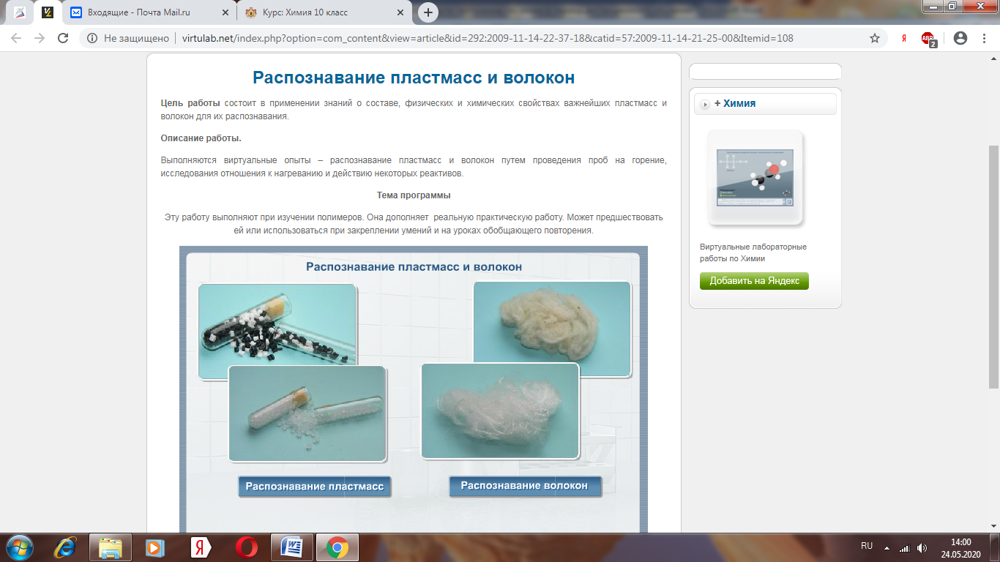 Входящие - Почта Mail.ru
Курс: Химия 10 класс
Не защищено
virtulab.net/index.php?option=com_content&view=article&id=292:2009-11-14-22-37-18&catid=57:2009-11-14-21-25-00&Itemid=108
Я
ABP
2
Распознавание пластмасс и волокон
Цель работы состоит в применении знаний о составе, физических и химических свойствах важнейших пластмасс и
волокон для их распознавания.
Описание работы.
Выполняются виртуальные опыты – распознавание пластмасс и волокон путем проведения проб на горение,
исследования отношения к нагреванию и действию некоторых реактивов.
Тема программы
Эту работу выполняют при изучении полимеров. Она дополняет реальную практическую работу. Может предшествовать
ей или использоваться при закреплении умений и на уроках обобщающего повторения.
Распознавание пластмасс и волокон
Распознавание пластмасс
Распознавание волокон
+ Химия
Виртуальные лабораторные
работы по Химии
Добавить на Яндекс
Я
RU
14:00
24.05.2020